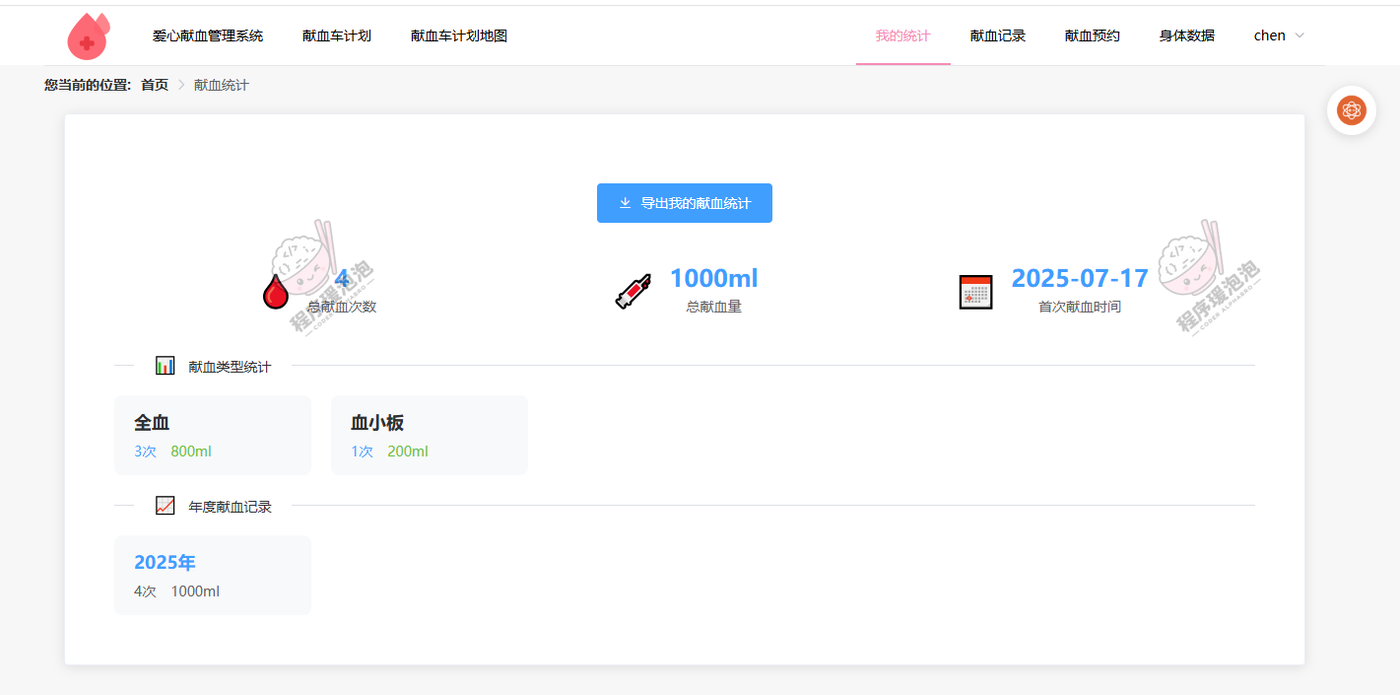 爱心献血管理系统 献血车计划 献血车计划地图 我的统计 献血记录 献血预约 身体数据 chen
您当前的位置: 首页 献血统计
导出我的献血统计
4 1000ml 2025-07-17
总献血次数 总献血量 首次献血时间
程序瑗泡泡 程序瑗泡泡
CODER ALPHABRO CODER ALPHABRO
献血类型统计
全血 血小板
3次 800ml 1次 200ml
年度献血记录
2025年
4次 1000ml